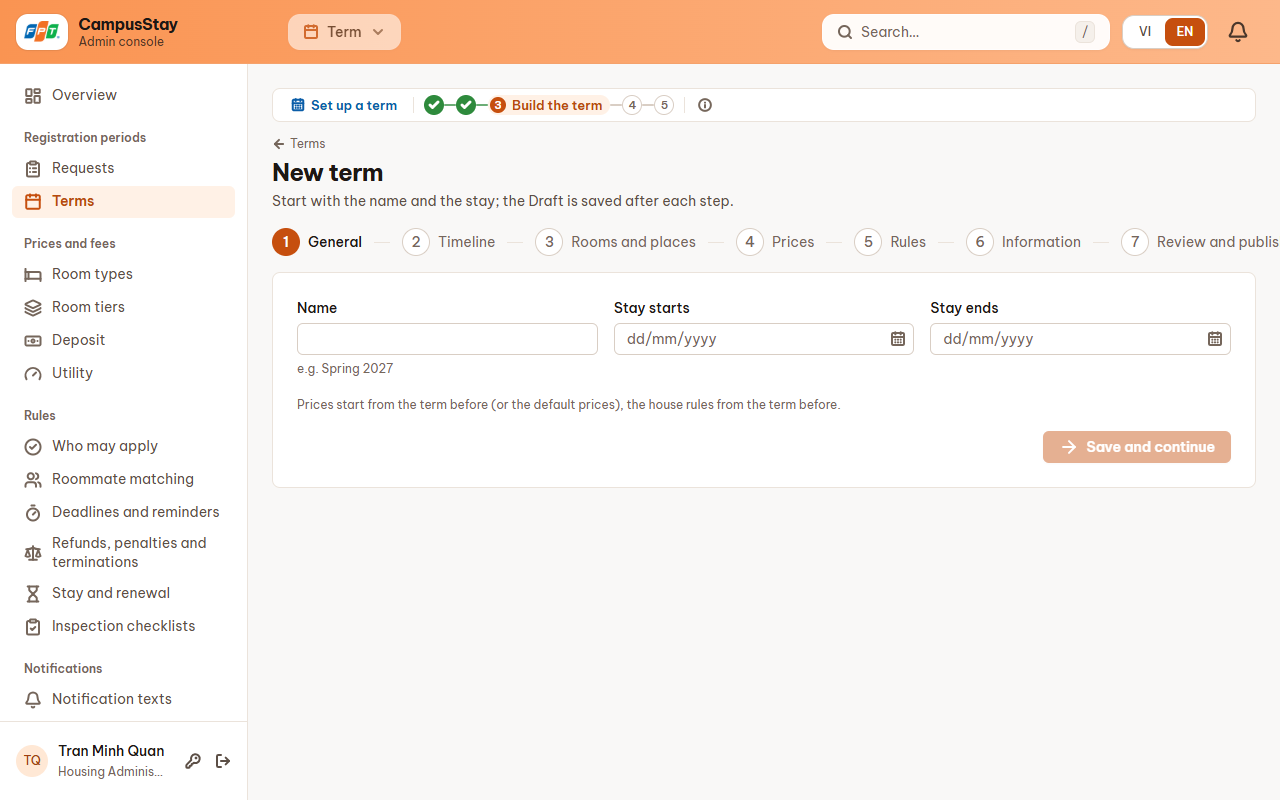 FPT
CampusStay
Admin console
Term
Search...
/
VI
EN
Overview
Registration periods
Requests
Terms
Prices and fees
Room types
Room tiers
Deposit
Utility
Rules
Who may apply
Roommate matching
Deadlines and reminders
Refunds, penalties and
terminations
Stay and renewal
Inspection checklists
Notifications
Notification texts
TQ
Tran Minh Quan
Housing Adminis...
Set up a term
3
Build the term
4
5
Terms
New term
Start with the name and the stay; the Draft is saved after each step.
1 General
2 Timeline
3 Rooms and places
4 Prices
5 Rules
6 Information
7 Review and publis
Name
Stay starts
Stay ends
dd/mm/yyyy
dd/mm/yyyy
e.g. Spring 2027
Prices start from the term before (or the default prices), the house rules from the term before.
Save and continue